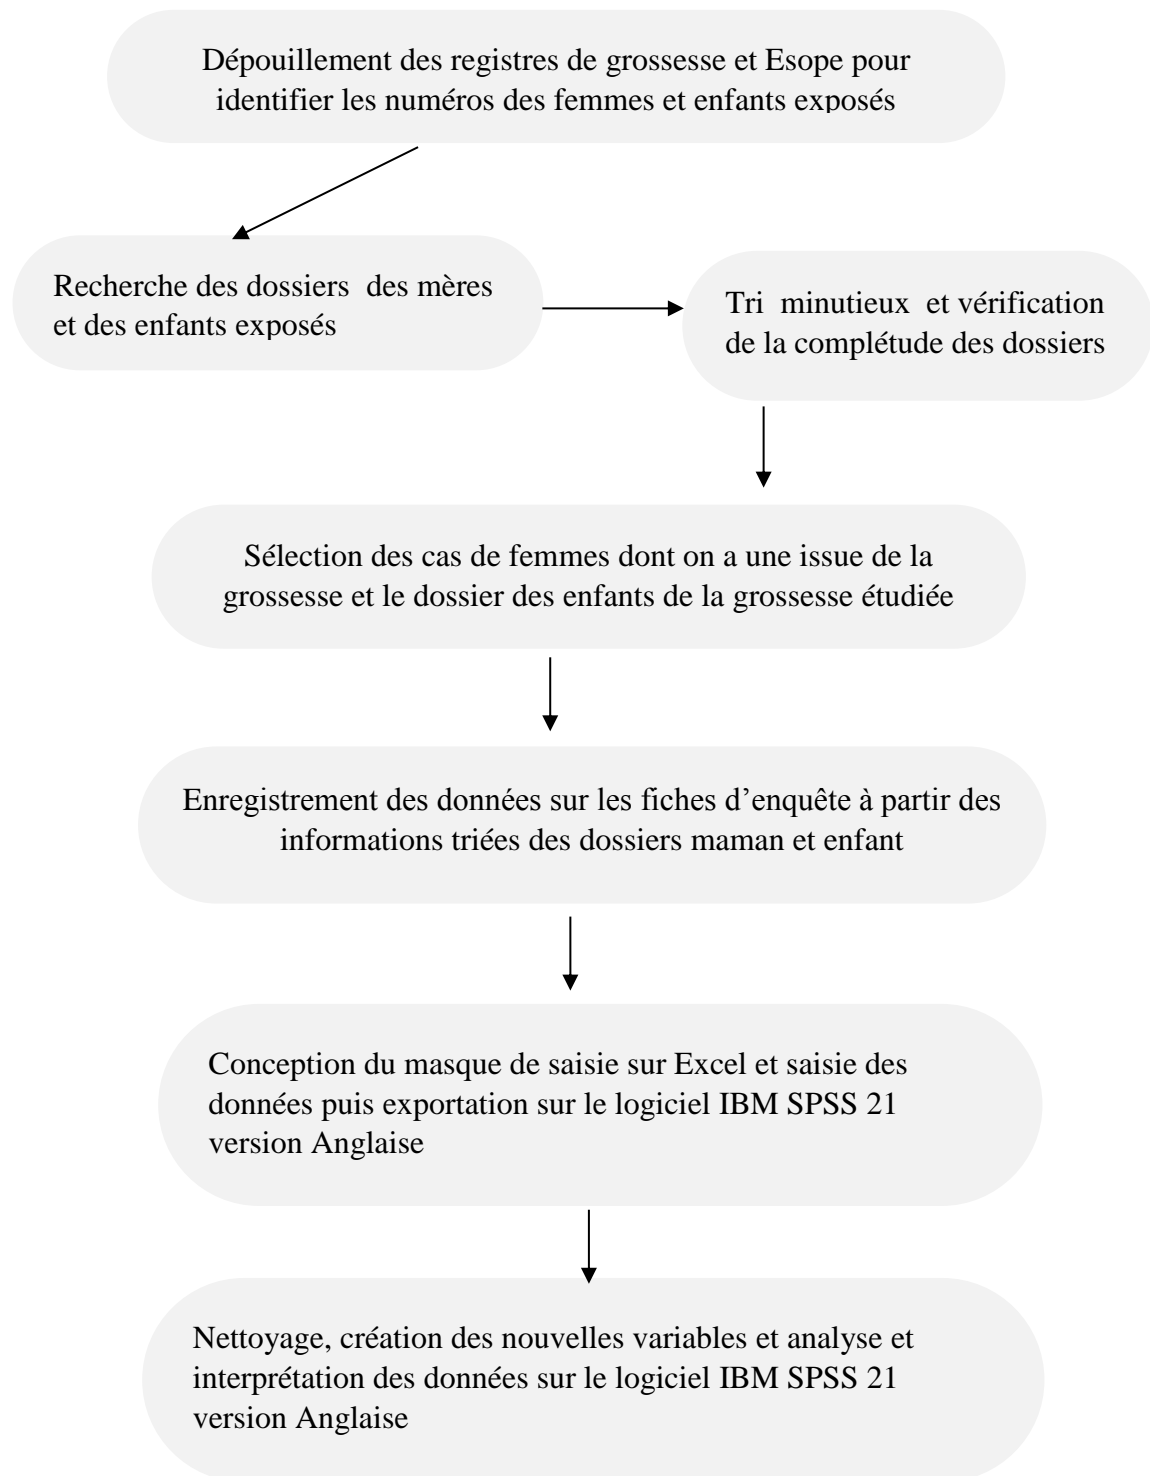 Dépouillement des registres de grossesse et Esope pour
identifier les numéros des femmes et enfants exposés
Recherche des dossiers  des mères
et des enfants exposés
Tri  minutieux  et vérification
de la complétude des dossiers
Sélection des cas de femmes dont on a une issue de la
grossesse et le dossier des enfants de la grossesse étudiée
Enregistrement des données sur les fiches d’enquête à partir des
informations triées des dossiers maman et enfant
Conception du masque de saisie sur Excel et saisie des
données puis exportation sur le logiciel IBM SPSS 21
version Anglaise
Nettoyage, création des nouvelles variables et analyse et
interprétation des données sur le logiciel IBM SPSS 21
version Anglaise